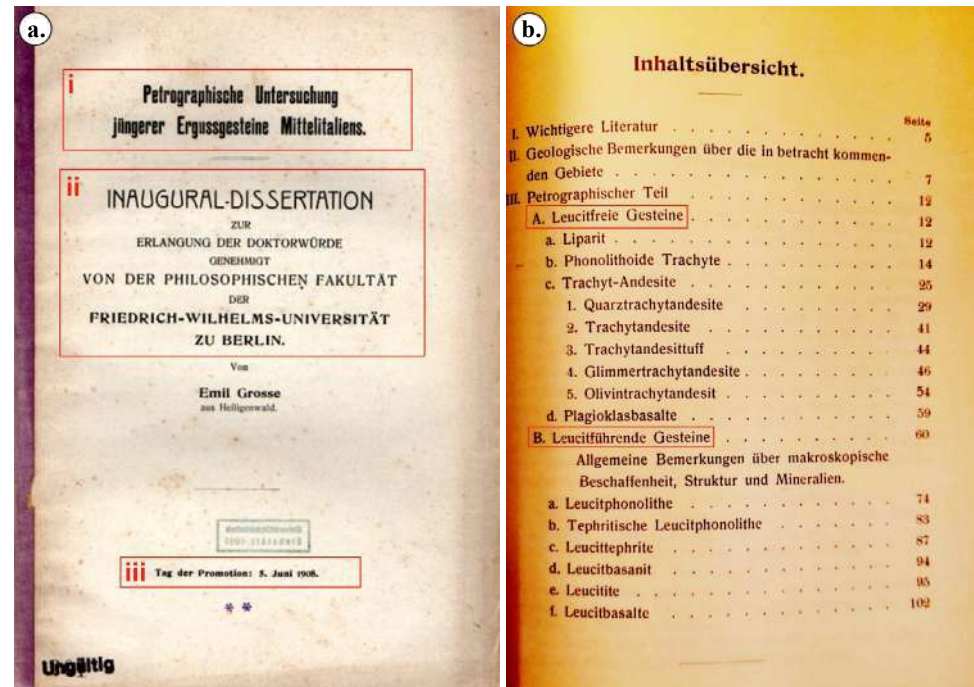 a.
i
Petrographische Untersuchung
jüngerer Ergussgesteine Mittelitaliens.
ii
INAUGURAL-DISSERTATION
ZUR
ERLANGUNG DER DOKTORWÜRDE
GENEHMIGT
VON DER PHILOSOPHISCHEN FAKULTÄT
DER
FRIEDRICH-WILHELMS-UNIVERSITÄT
ZU BERLIN.
Von
Emil Grosse
aus Heiligenwald.
iii Tag der Promotion: 5. Juni 1908.
* *
Ungültig
b.
Inhaltsübersicht.
Seite
I. Wichtigere Literatur . . . . . . . . . . . 5
II. Geologische Bemerkungen über die in betracht kommen-
den Gebiete . . . . . . . . . . . 7
III. Petrographischer Teil . . . . . . . . . . . 12
A. Leucitfreie Gesteine . . . . . . . . . . . 12
a. Liparit . . . . . . . . . . . 12
b. Phonolithoide Trachyte . . . . . . . . . 14
c. Trachyt-Andesite . . . . . . . . . . 25
1. Quarztrachytandesite . . . . . . . . 29
2. Trachytandesite . . . . . . . . 41
3. Trachytandesittuff . . . . . . . . 44
4. Glimmertrachytandesite . . . . . . . 46
5. Olivintrachytandesit . . . . . . . . 54
d. Plagioklasbasalte . . . . . . . . . . 59
B. Leucitführende Gesteine . . . . . . . . . 60
Allgemeine Bemerkungen über makroskopische
Beschaffenheit, Struktur und Mineralien.
a. Leucitphonolithe . . . . . . . . . . 74
b. Tephritische Leucitphonolithe . . . . . . . 83
c. Leucittephrite . . . . . . . . . . 87
d. Leucitbasanit . . . . . . . . . . 94
e. Leucitite . . . . . . . . . . 95
f. Leucitbasalte . . . . . . . . . . 102